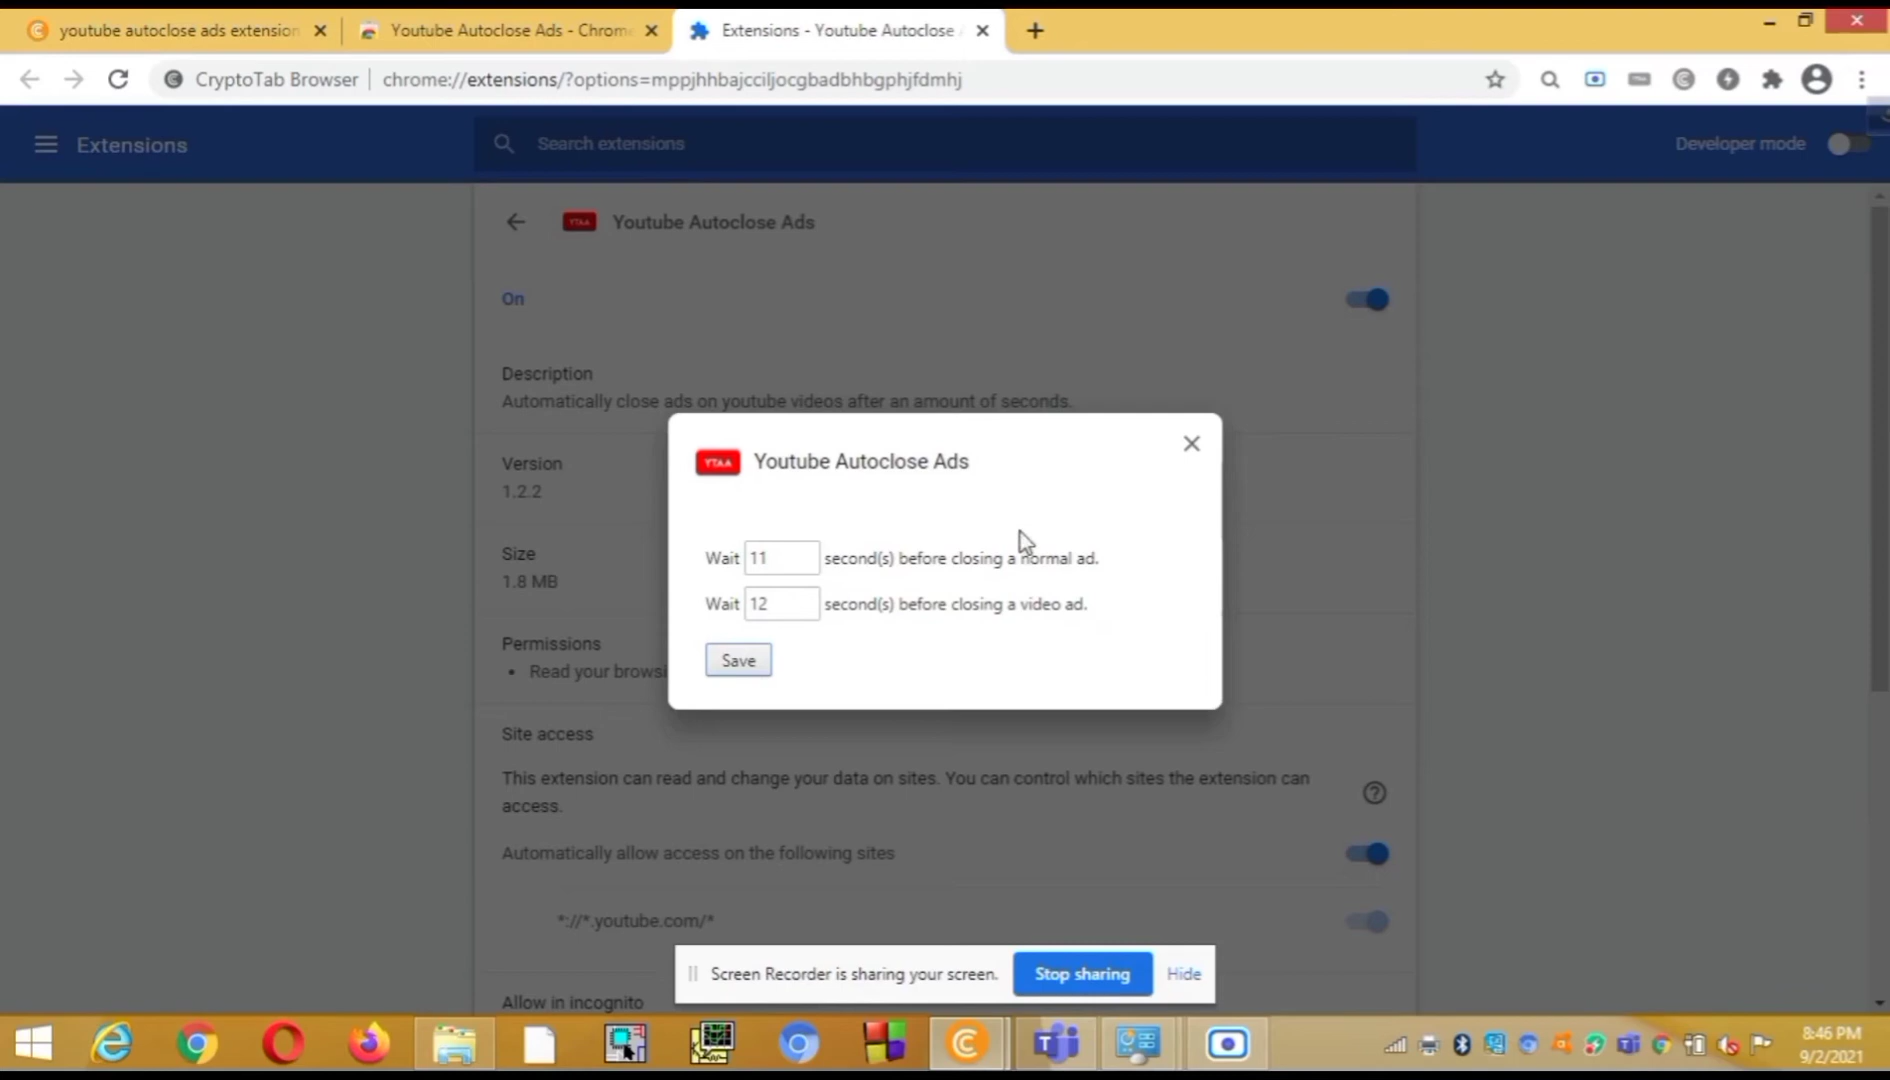 youtube autoclose ads extension
Youtube Autoclose Ads - Chrom
Extensions - Youtube Autoclose
CryptoTab Browser
chrome://extensions/?options=mppjhhbajcciljocgbadbhbgphjfdmhj
Extensions
Search extensions
Developer mode
YTAA
Youtube Autoclose Ads
On
Description
Automatically close ads on youtube videos after an amount of seconds.
Version
1.2.2
Size
1.8 MB
Permissions
• Read your browsi
YTAA
Youtube Autoclose Ads
Wait 11 second(s) before closing a normal ad.
Wait 12 second(s) before closing a video ad.
Save
Site access
This extension can read and change your data on sites. You can control which sites the extension can
access.
Automatically allow access on the following sites
*://*.youtube.com/*
Screen Recorder is sharing your screen.
Stop sharing
Hide
Allow in incognito
8:46 PM
9/2/2021